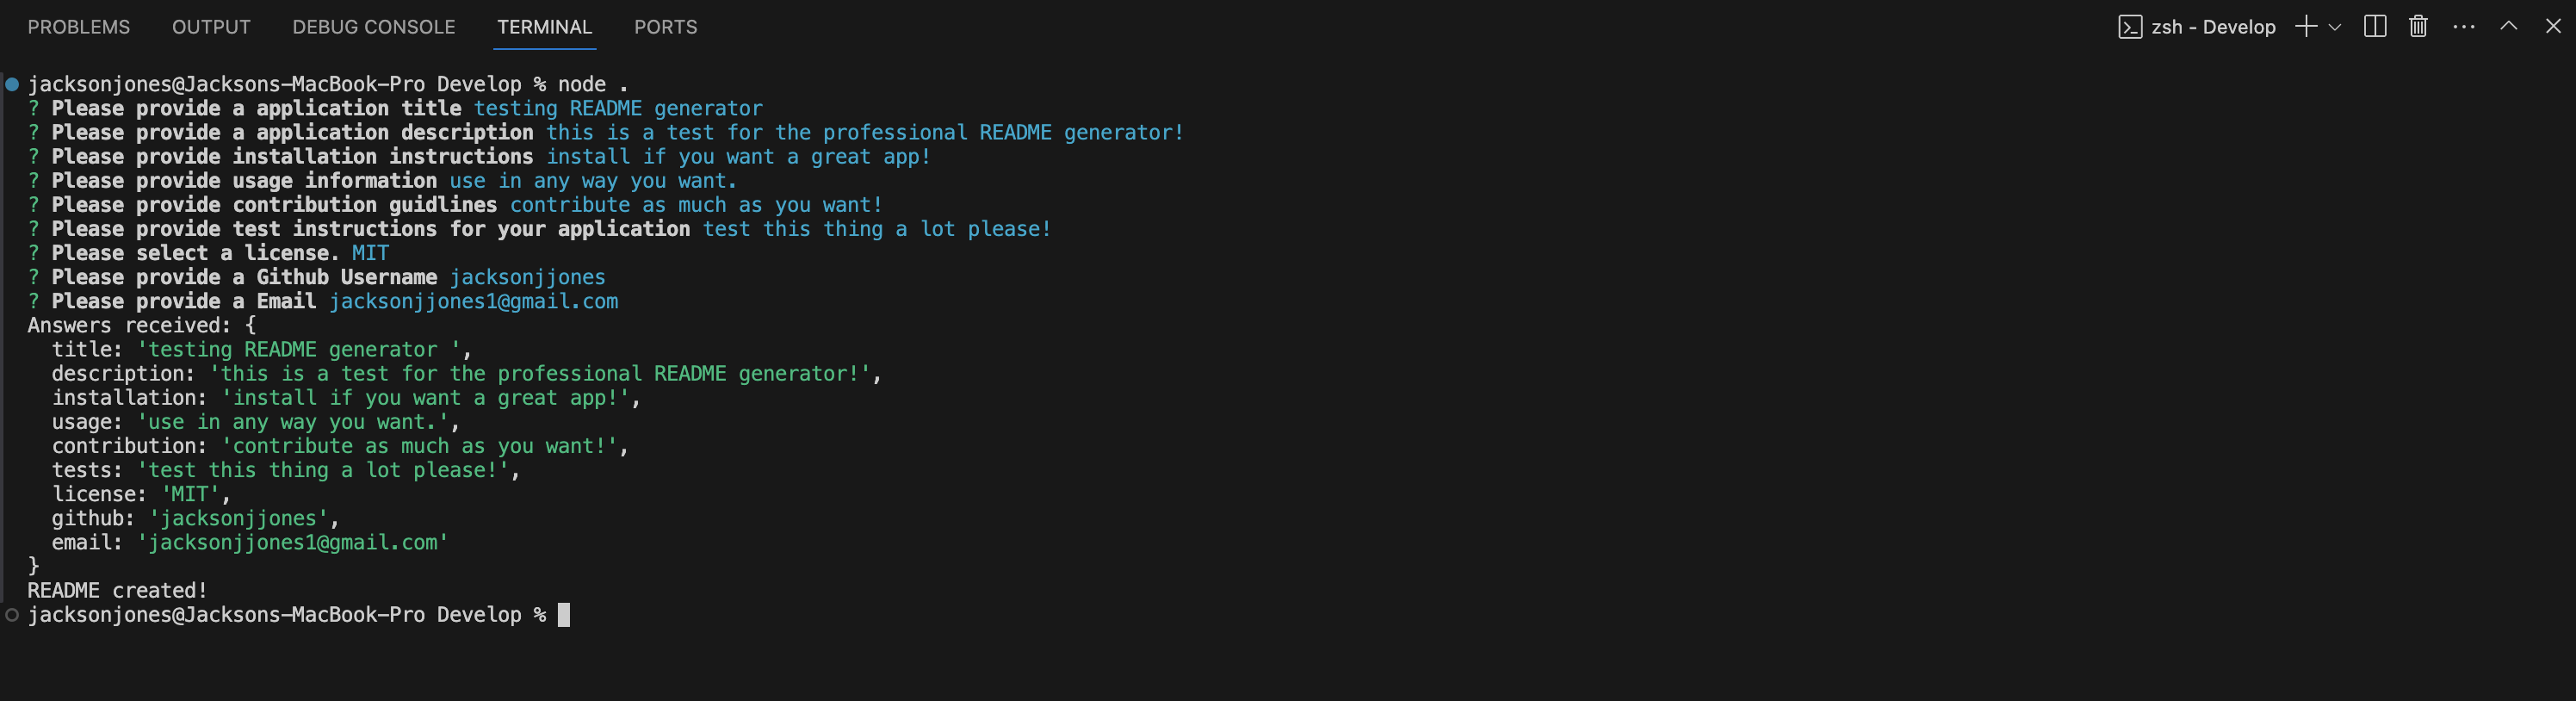 PROBLEMS OUTPUT DEBUG CONSOLE TERMINAL PORTS zsh - Develop
jacksonjones@Jacksons-MacBook-Pro Develop % node .
? Please provide a application title testing README generator
? Please provide a application description this is a test for the professional README generator!
? Please provide installation instructions install if you want a great app!
? Please provide usage information use in any way you want.
? Please provide contribution guidlines contribute as much as you want!
? Please provide test instructions for your application test this thing a lot please!
? Please select a license. MIT
? Please provide a Github Username jacksonjjones
? Please provide a Email jacksonjjones1@gmail.com
Answers received: {
  title: 'testing README generator ',
  description: 'this is a test for the professional README generator!',
  installation: 'install if you want a great app!',
  usage: 'use in any way you want.',
  contribution: 'contribute as much as you want!',
  tests: 'test this thing a lot please!',
  license: 'MIT',
  github: 'jacksonjjones',
  email: 'jacksonjjones1@gmail.com'
}
README created!
jacksonjones@Jacksons-MacBook-Pro Develop %